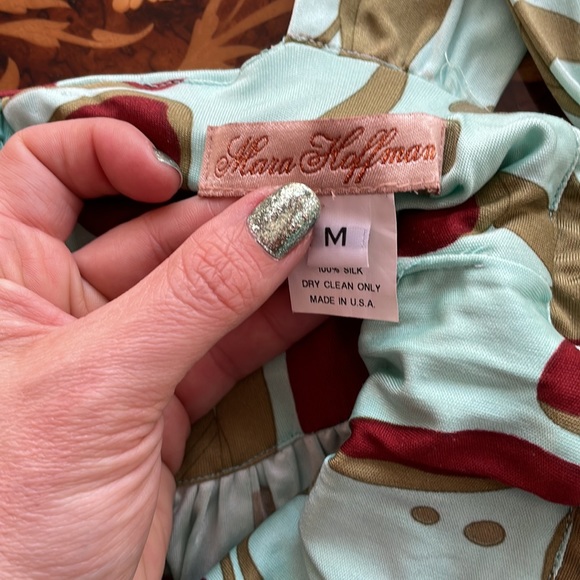 Mara Hoffman
M
100% SILK
DRY CLEAN ONLY
MADE IN U.S.A.